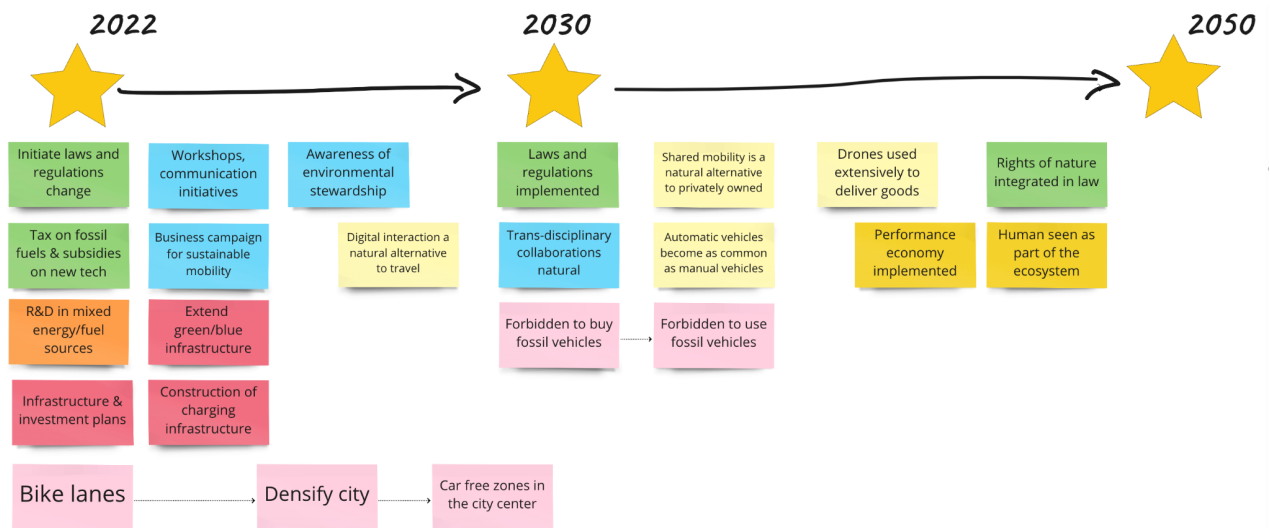 2022
2030
2050
Initiate laws and
regulations
change
Workshops,
communication
initiatives
Awareness of
environmental
stewardship
Laws and
regulations
implemented
Shared mobility is a
natural alternative
to privately owned
Drones used
extensively to
deliver goods
Rights of nature
integrated in law
Tax on fossil
fuels & subsidies
on new tech
Business campaign
for sustainable
mobility
Digital interaction a
natural alternative
to travel
Trans-disciplinary
collaborations
natural
Automatic vehicles
become as common
as manual vehicles
Performance
economy
implemented
Human seen as
part of the
ecosystem
R&D in mixed
energy/fuel
sources
Extend
green/blue
infrastructure
Forbidden to buy
fossil vehicles
Forbidden to use
fossil vehicles
Infrastructure &
investment plans
Construction of
charging
infrastructure
Bike lanes
Densify city
Car free zones in
the city center